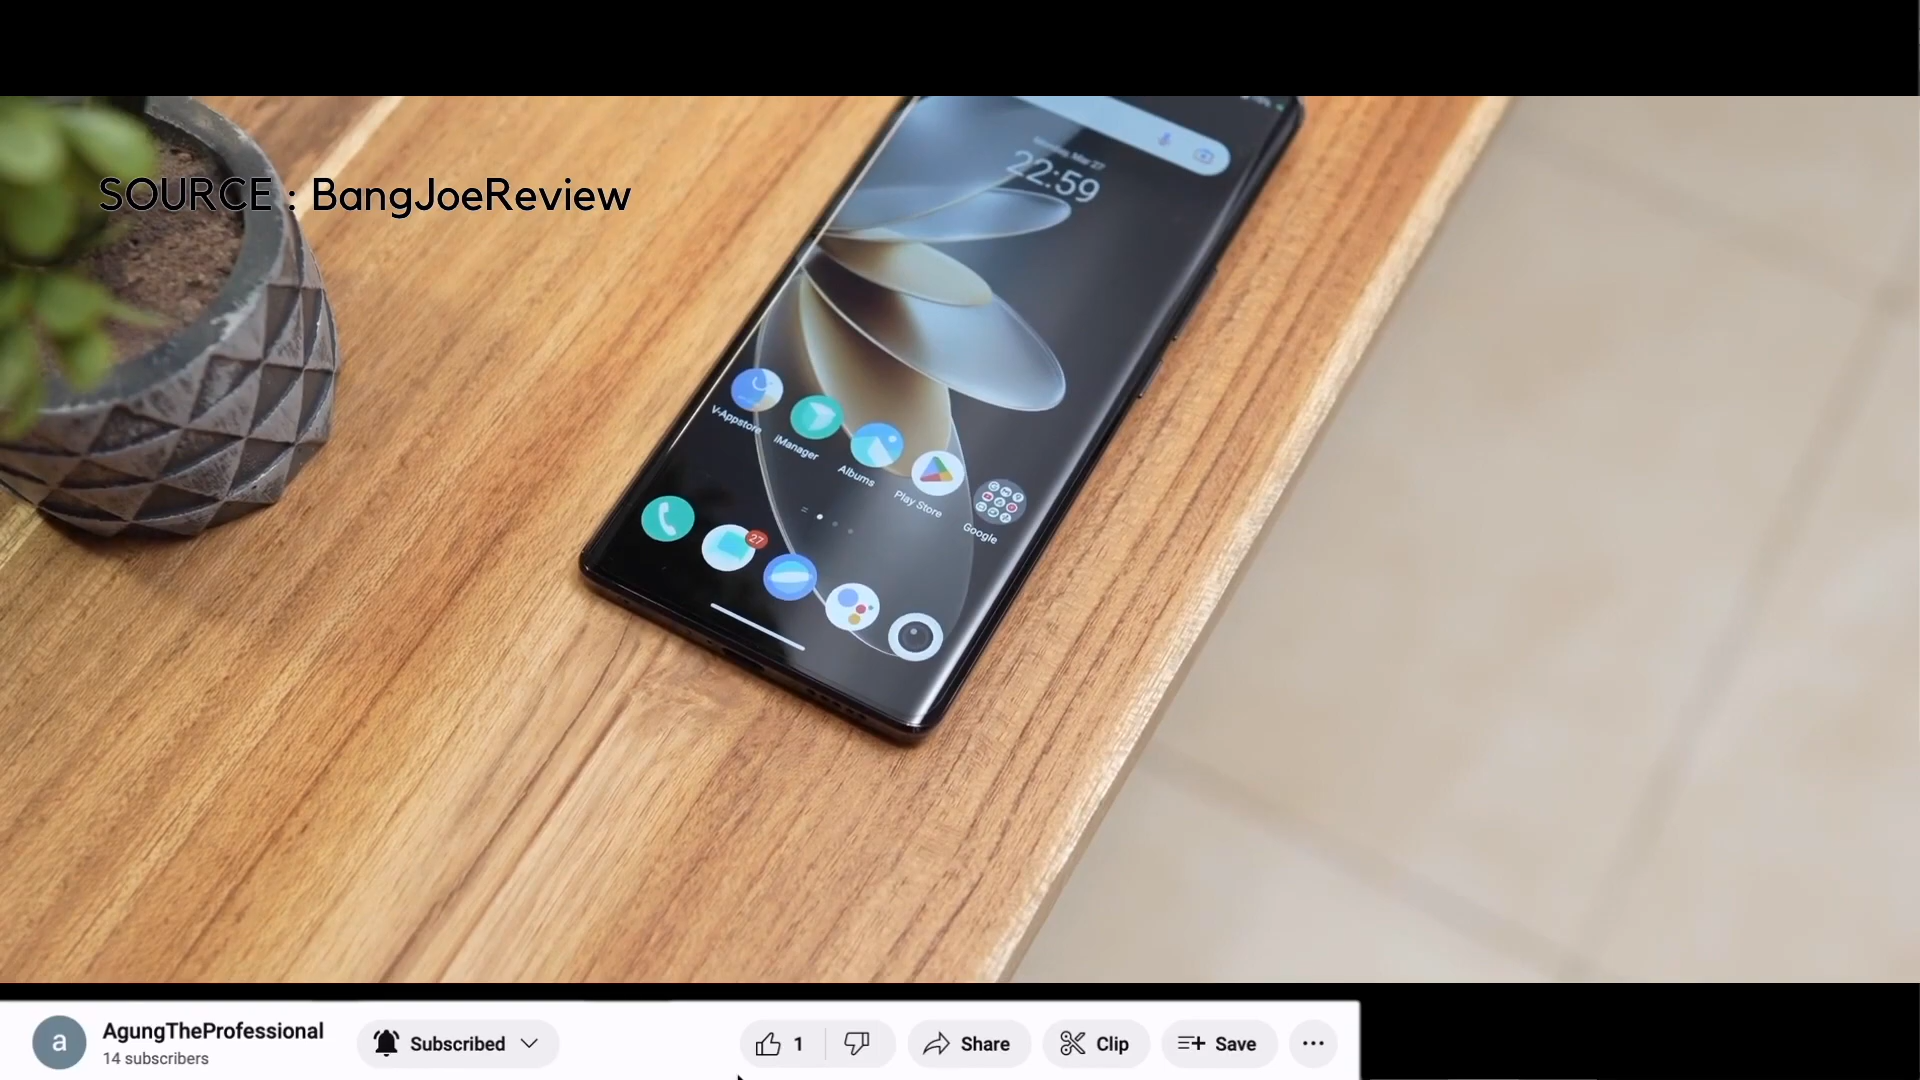 SOURCE : BangJoeReview
22:59
V-Appstore
iManager
Albums
Play Store
Google
27
a
AgungTheProfessional
14 subscribers
Subscribed
1
Share
Clip
Save